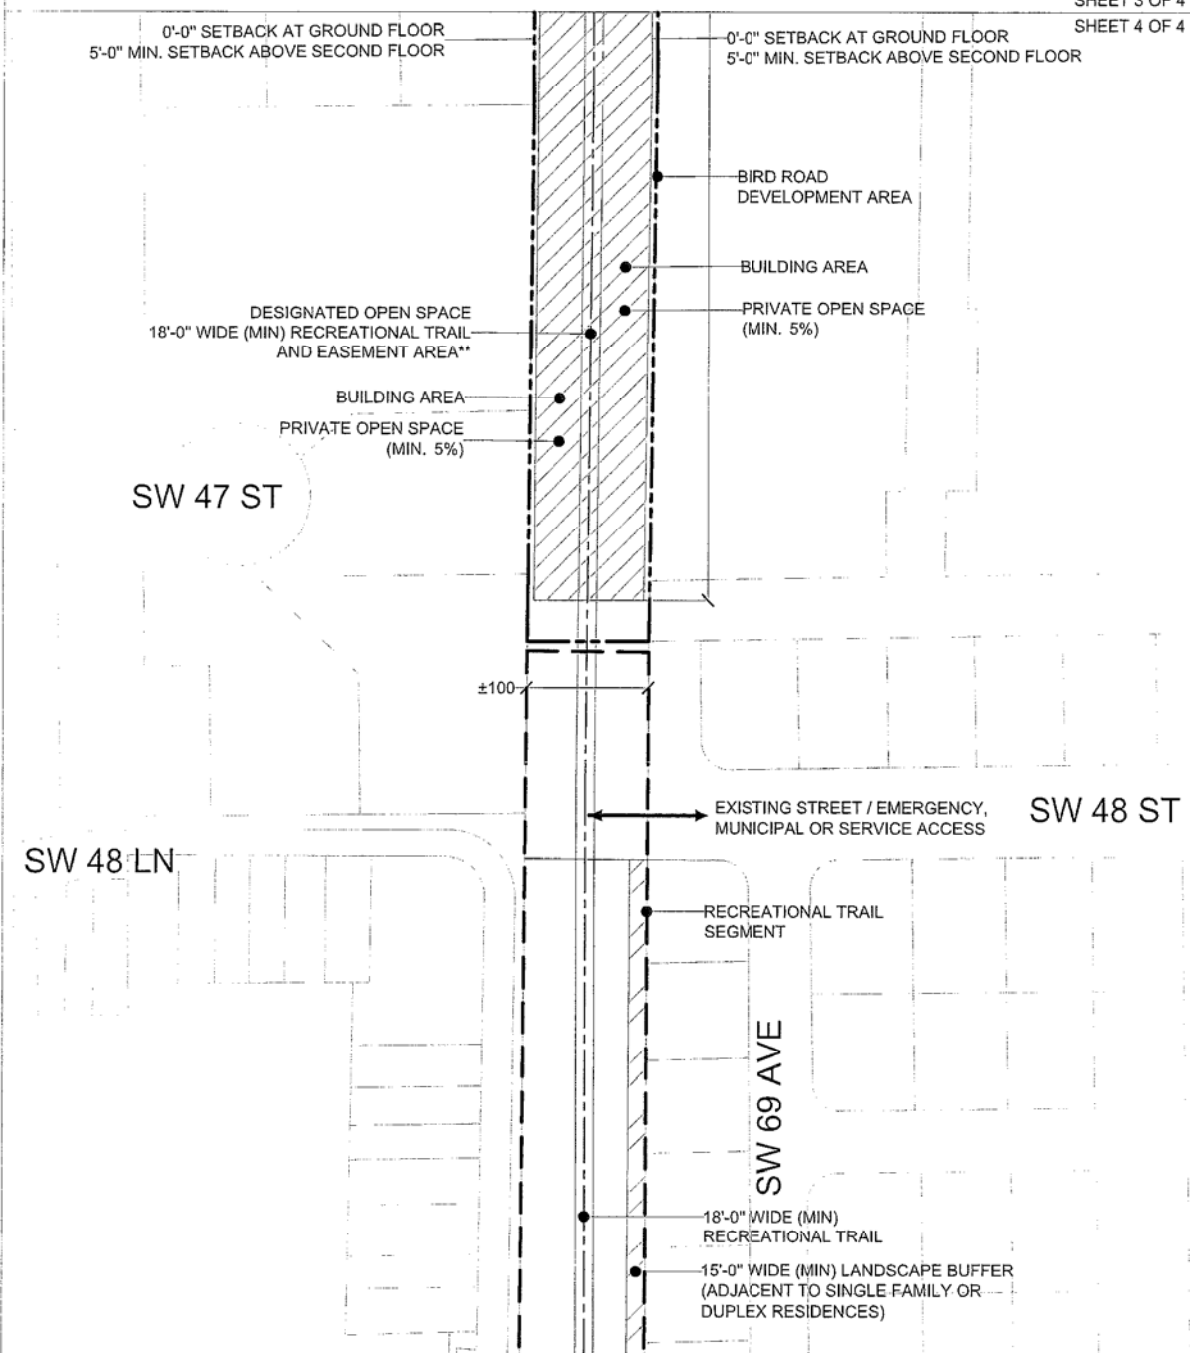 SHEET 3 OF 4
SHEET 4 OF 4
0'-0" SETBACK AT GROUND FLOOR
5'-0" MIN. SETBACK ABOVE SECOND FLOOR
0'-0" SETBACK AT GROUND FLOOR
5'-0" MIN. SETBACK ABOVE SECOND FLOOR
BIRD ROAD
DEVELOPMENT AREA
BUILDING AREA
PRIVATE OPEN SPACE
(MIN. 5%)
DESIGNATED OPEN SPACE
18'-0" WIDE (MIN) RECREATIONAL TRAIL
AND EASEMENT AREA**
BUILDING AREA
PRIVATE OPEN SPACE
(MIN. 5%)
SW 47 ST
±100
EXISTING STREET / EMERGENCY,
MUNICIPAL OR SERVICE ACCESS
SW 48 ST
SW 48 LN
RECREATIONAL TRAIL
SEGMENT
SW 69 AVE
18'-0" WIDE (MIN)
RECREATIONAL TRAIL
15'-0" WIDE (MIN) LANDSCAPE BUFFER
(ADJACENT TO SINGLE FAMILY OR
DUPLEX RESIDENCES)